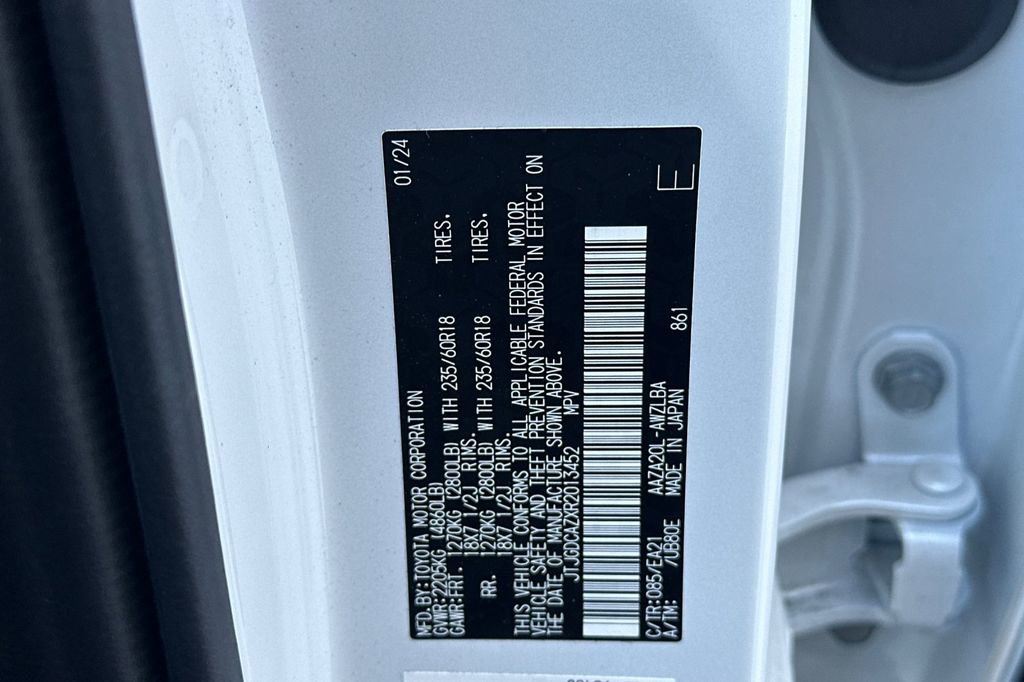 MFD.BY:TOYOTA MOTOR CORPORATION 01/24
GVWR:2205KG (4860LB)
GAWR:FRT. 1270KG (2800LB) WITH 235/60R18 TIRES.
18X7 1/2J RIMS.
RR. 1270KG (2800LB) WITH 235/60R18 TIRES.
18X7 1/2J RIMS.
THIS VEHICLE CONFORMS TO ALL APPLICABLE FEDERAL MOTOR
VEHICLE SAFETY AND THEFT PREVENTION STANDARDS IN EFFECT ON
THE DATE OF MANUFACTURE SHOWN ABOVE.
JTJGDCAZXR2013452 MPV
C/TR:085/EA21 AAZA20L-AWZLBA
A/TM: /UB80E MADE IN JAPAN 861 E